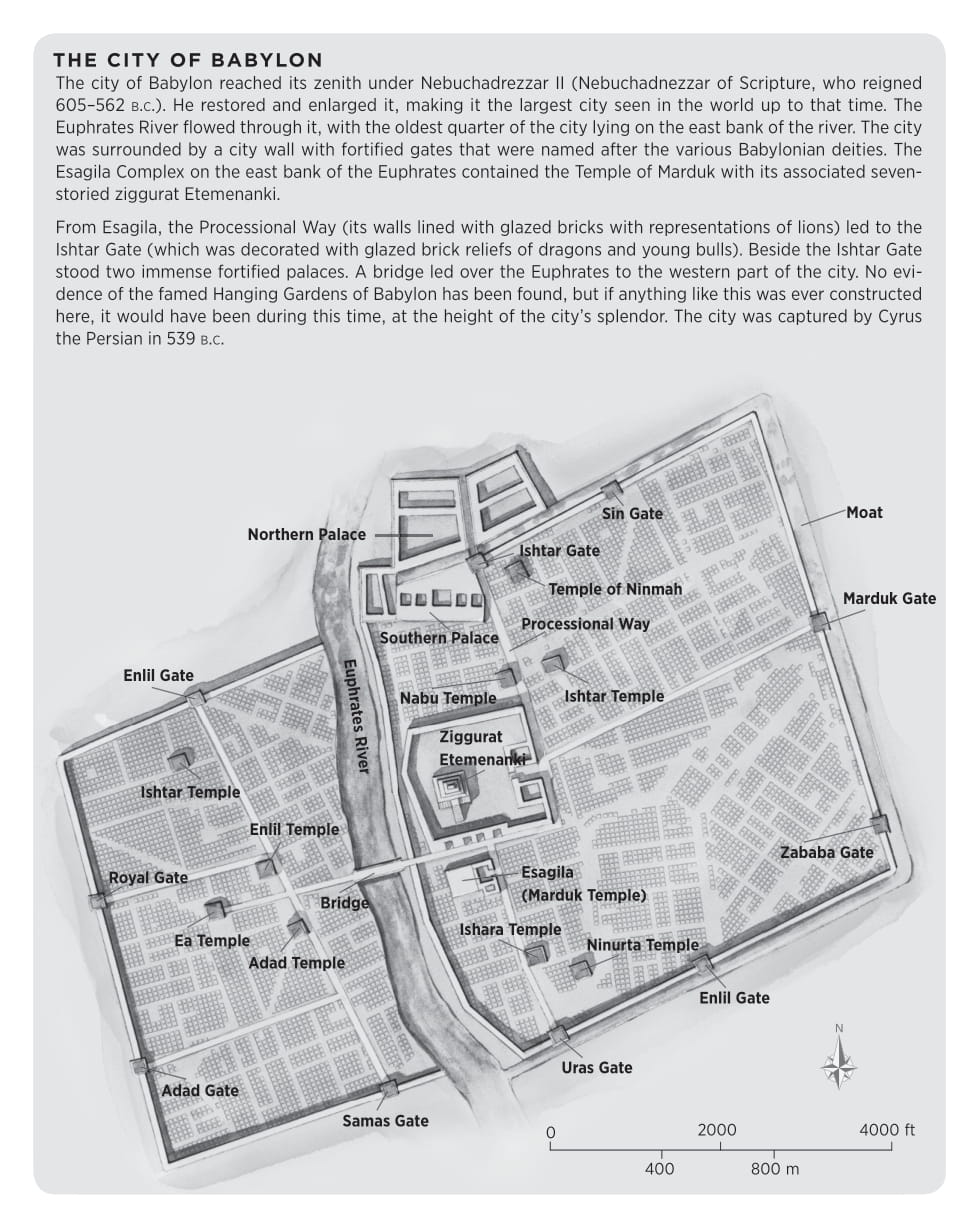 THE CITY OF BABYLON
The city of Babylon reached its zenith under Nebuchadrezzar II (Nebuchadnezzar of Scripture, who reigned
605–562 B.C.). He restored and enlarged it, making it the largest city seen in the world up to that time. The
Euphrates River flowed through it, with the oldest quarter of the city lying on the east bank of the river. The city
was surrounded by a city wall with fortified gates that were named after the various Babylonian deities. The
Esagila Complex on the east bank of the Euphrates contained the Temple of Marduk with its associated seven-
storied ziggurat Etemenanki.
From Esagila, the Processional Way (its walls lined with glazed bricks with representations of lions) led to the
Ishtar Gate (which was decorated with glazed brick reliefs of dragons and young bulls). Beside the Ishtar Gate
stood two immense fortified palaces. A bridge led over the Euphrates to the western part of the city. No evi-
dence of the famed Hanging Gardens of Babylon has been found, but if anything like this was ever constructed
here, it would have been during this time, at the height of the city's splendor. The city was captured by Cyrus
the Persian in 539 B.C.
Sin Gate
Moat
Northern Palace
Ishtar Gate
Temple of Ninmah
Marduk Gate
Processional Way
Southern Palace
Enlil Gate
Euphrates River
Nabu Temple
Ishtar Temple
Ziggurat
Etemenanki
Ishtar Temple
Enlil Temple
Zababa Gate
Royal Gate
Esagila
(Marduk Temple)
Bridge
Ishara Temple
Ea Temple
Ninurta Temple
Adad Temple
Enlil Gate
N
Uras Gate
Adad Gate
Samas Gate
0 2000 4000 ft
400 800 m